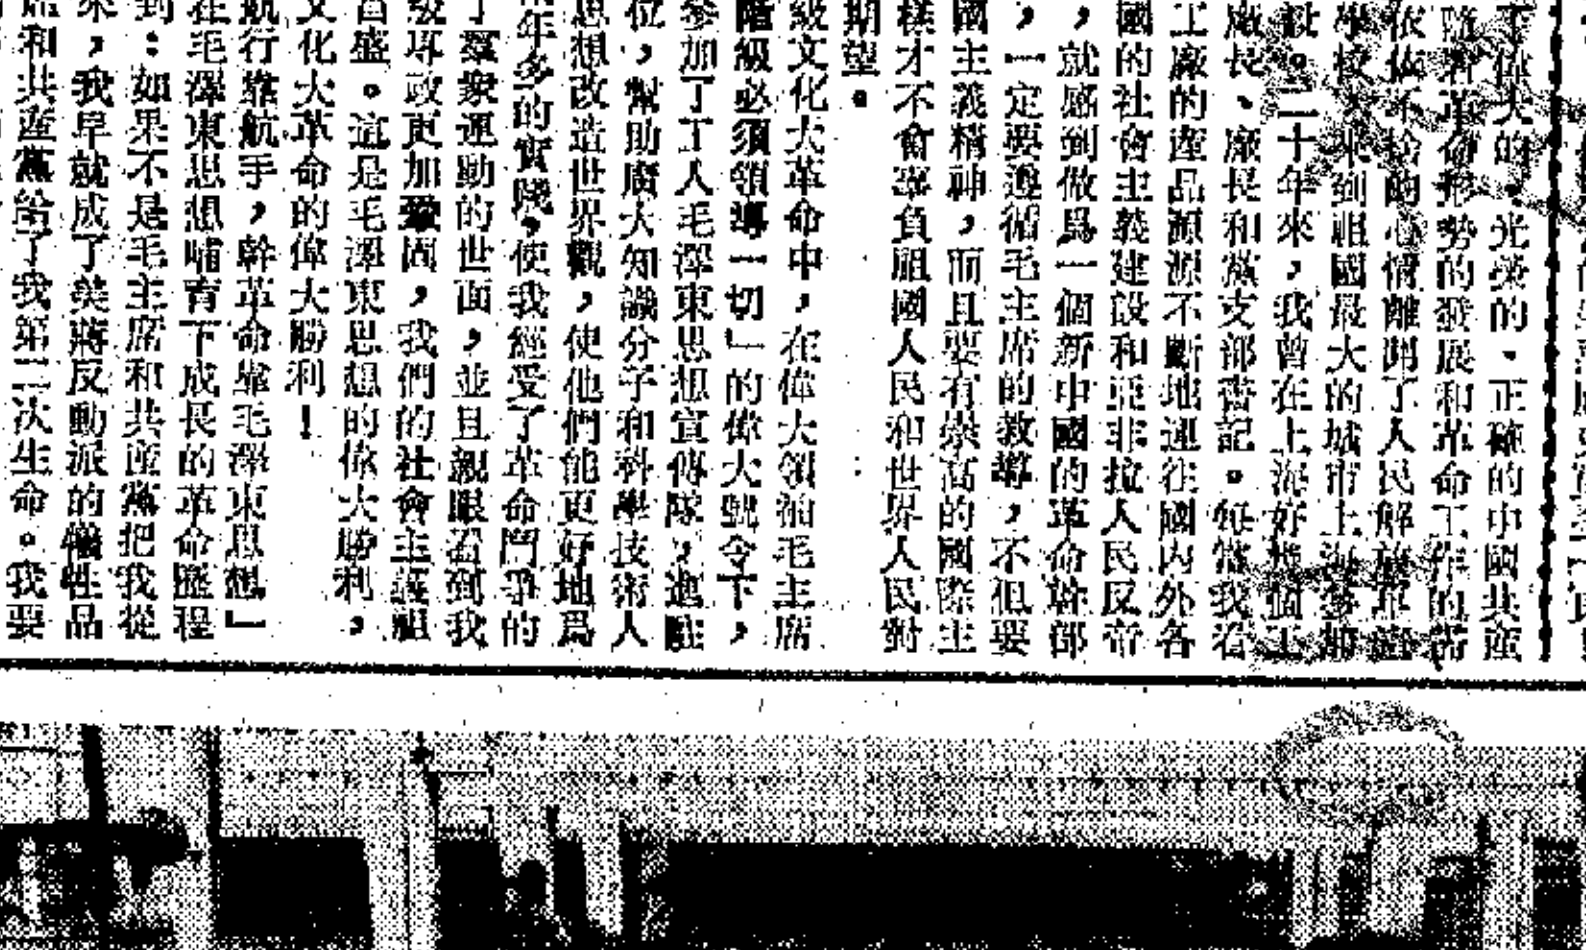 偉大的、光榮的、正確的中國共產
隨着革命形勢的發展和革命工作的需
依依不捨的心情離開了人民解放軍
學校，來到祖國最大的城市上海參加
設。二十年來，我曾在上海好幾個工
廠長、廠長和黨支部書記。每當我看
工廠的產品源源不斷地運往國內外各
國的社會主義建設和亞非拉人民反帝
，就感到做爲一個新中國的革命幹部
，一定要遵循毛主席的教導，不但要
國主義精神，而且要有崇高的國際主
樣才不會辜負祖國人民和世界人民對
期望。
級文化大革命中，在偉大領袖毛主席
階級必須領導一切」的偉大號令下，
參加了工人毛澤東思想宣傳隊，進駐
位，幫助廣大知識分子和科學技術人
思想改造世界觀，使他們能更好地爲
年多的實踐，使我經受了革命鬥爭的
了羣衆運動的世面，並且親眼看到我
級專政更加鞏固，我們的社會主義祖
昌盛。這是毛澤東思想的偉大勝利，
文化大革命的偉大勝利！
航行靠舵手，幹革命靠毛澤東思想」
在毛澤東思想哺育下成長的革命歷程
到：如果不是毛主席和共產黨把我從
來，我早就成了美蔣反動派的犧牲品
席和共產黨給了我第二次生命。我要